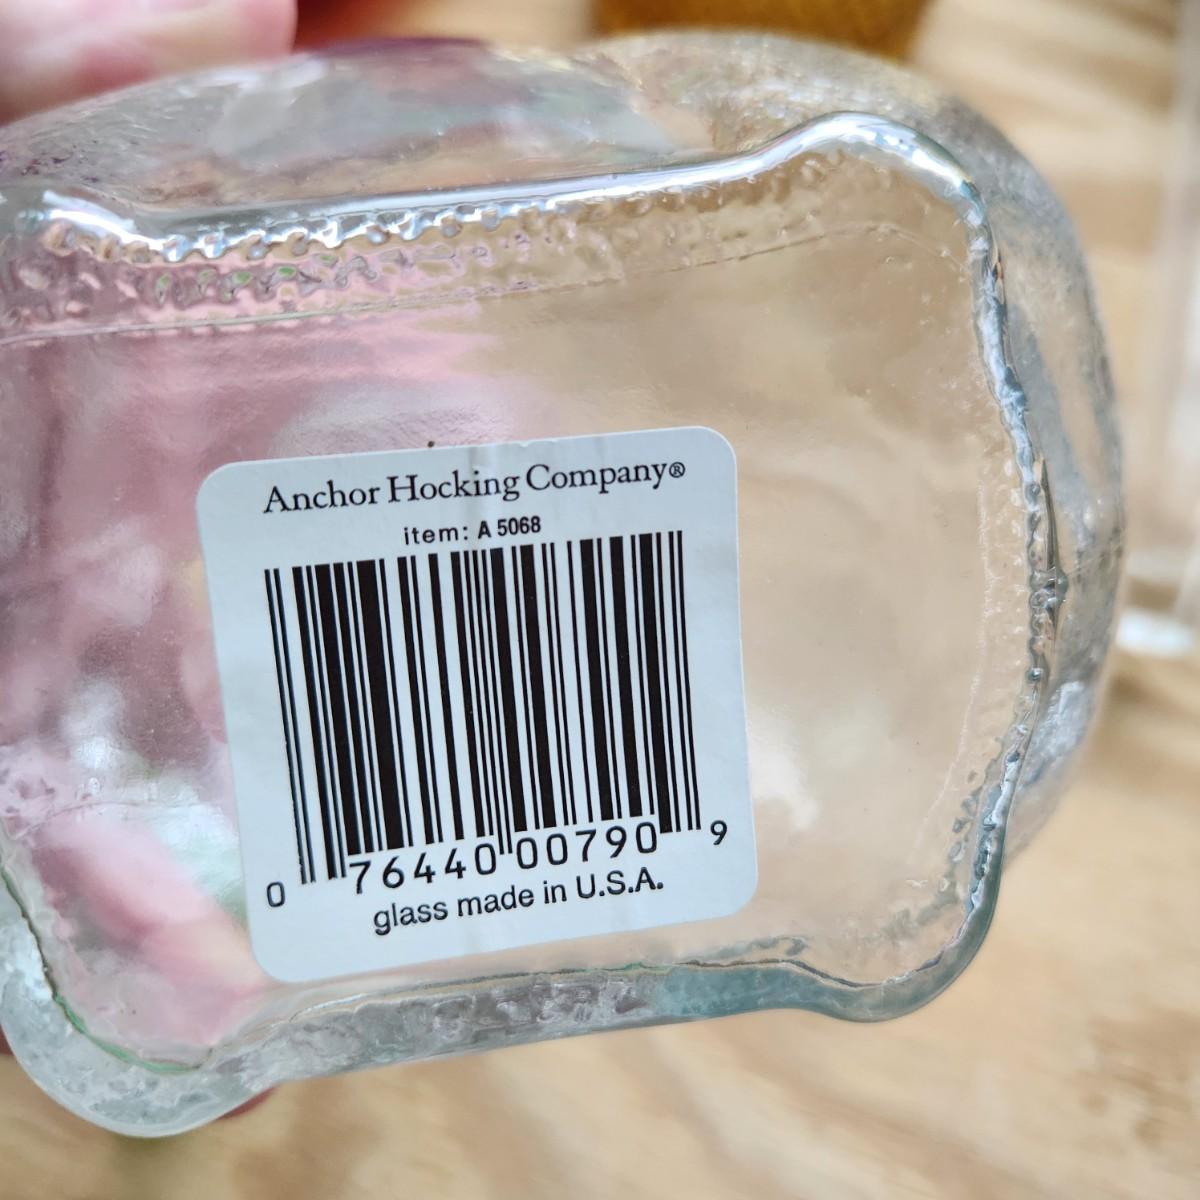 Anchor Hocking Company®
item: A 5068
0 76440 00790 9
glass made in U.S.A.